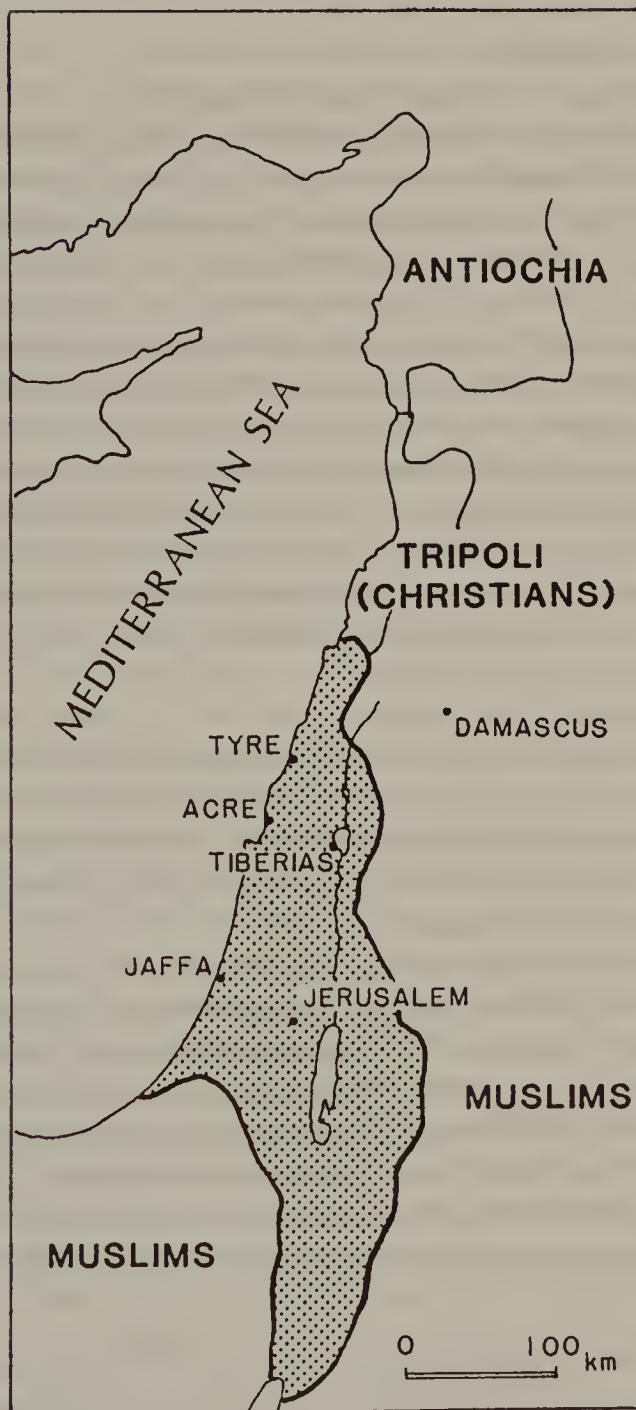 ANTIOCHIA
MEDITERRANEAN SEA
TRIPOLI
(CHRISTIANS)
DAMASCUS
TYRE
ACRE
TIBERIAS
JAFFA
JERUSALEM
MUSLIMS
MUSLIMS
0 100 km